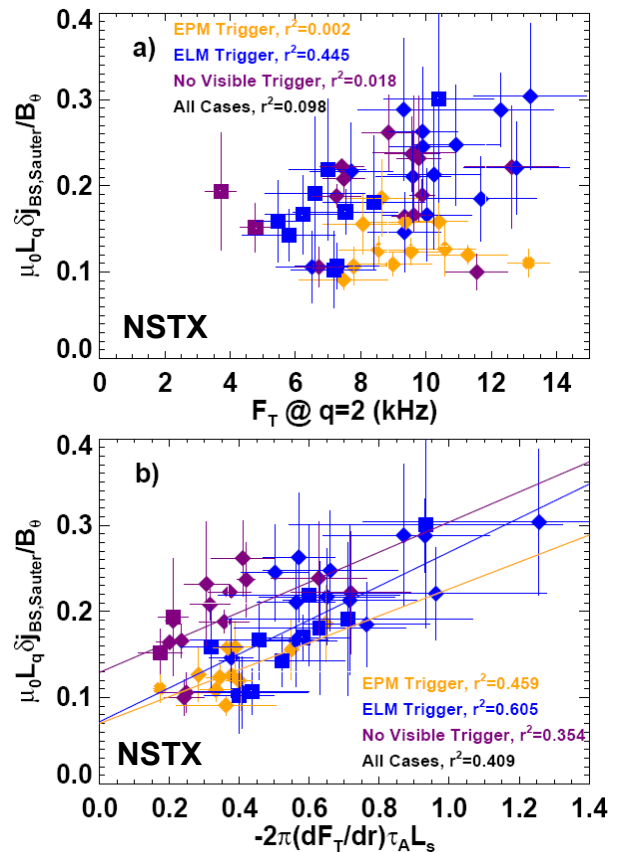 a)
EPM Trigger, r²=0.002
ELM Trigger, r²=0.445
No Visible Trigger, r²=0.018
All Cases, r²=0.098
0.4
0.3
0.2
0.1
0.0
μ₀L_qδj_BS,Sauter/B_θ
NSTX
0 2 4 6 8 10 12 14
F_T @ q=2 (kHz)
b)
0.4
0.3
0.2
0.1
0.0
μ₀L_qδj_BS,Sauter/B_θ
EPM Trigger, r²=0.459
ELM Trigger, r²=0.605
No Visible Trigger, r²=0.354
All Cases, r²=0.409
NSTX
0.0 0.2 0.4 0.6 0.8 1.0 1.2 1.4
-2π(dF_T/dr)τ_AL_s